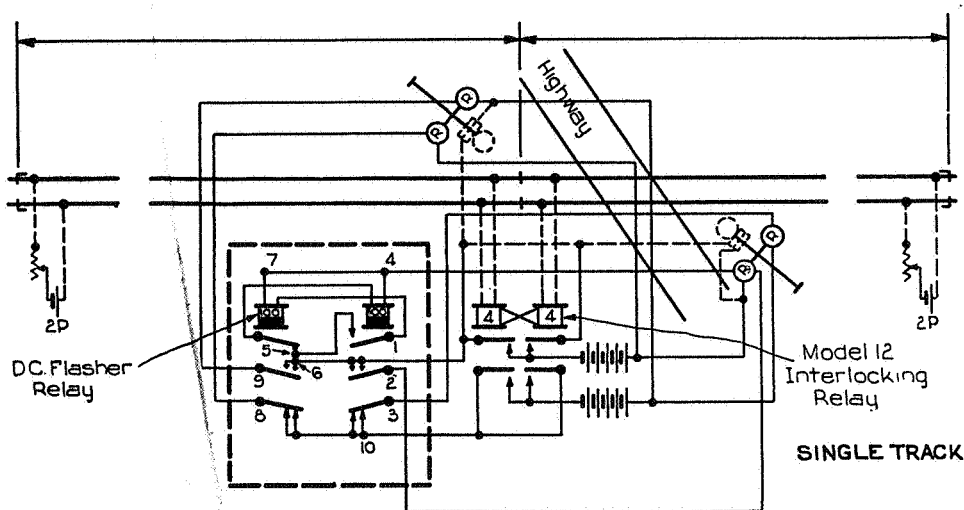 Highway
R
R
R
R
7
4
2P
2P
4
4
D.C. Flasher
Relay
5
6
1
9
2
8
3
10
Model 12
Interlocking
Relay
SINGLE TRACK